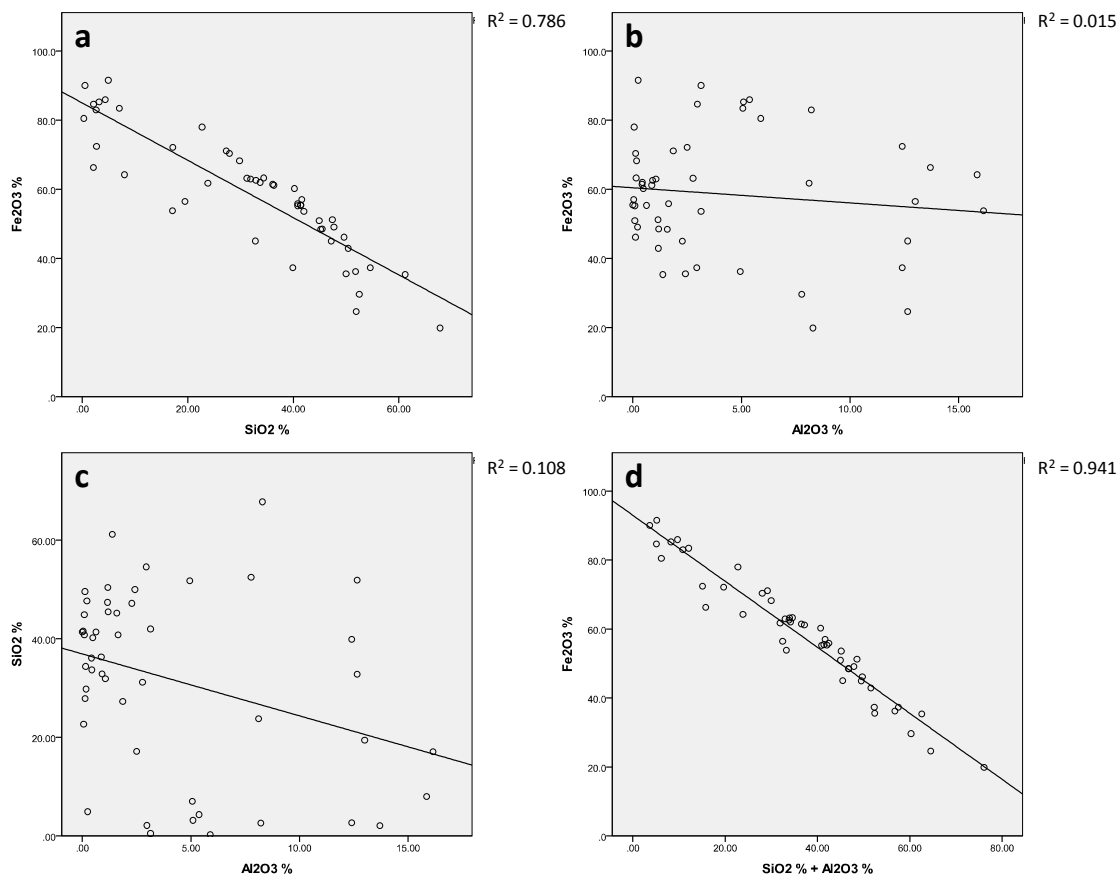 a
R² = 0.786
100.0
80.0
60.0
40.0
20.0
.0
Fe2O3 %
.00
20.00
40.00
60.00
SiO2 %
b
R² = 0.015
100.0
80.0
60.0
40.0
20.0
.0
Fe2O3 %
.00
5.00
10.00
15.00
Al2O3 %
c
R² = 0.108
60.00
40.00
20.00
.00
SiO2 %
.00
5.00
10.00
15.00
Al2O3 %
d
R² = 0.941
100.0
80.0
60.0
40.0
20.0
.0
Fe2O3 %
.00
20.00
40.00
60.00
80.00
SiO2 % + Al2O3 %